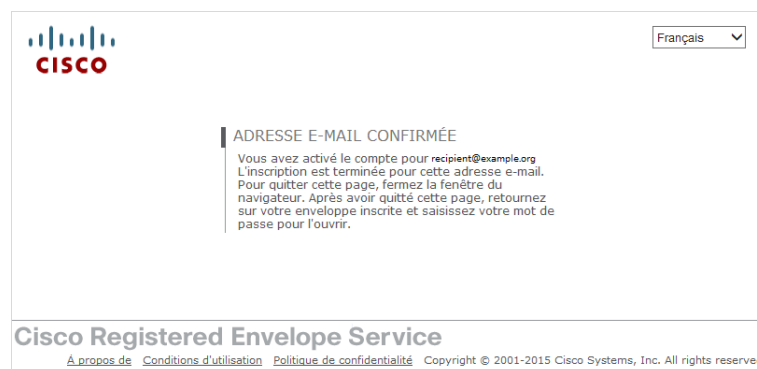 CISCO
Français
ADRESSE E-MAIL CONFIRMÉE
Vous avez activé le compte pour recipient@example.org
L'inscription est terminée pour cette adresse e-mail.
Pour quitter cette page, fermez la fenêtre du
navigateur. Après avoir quitté cette page, retournez
sur votre enveloppe inscrite et saisissez votre mot de
passe pour l'ouvrir.
Cisco Registered Envelope Service
À propos de Conditions d'utilisation Politique de confidentialité Copyright © 2001-2015 Cisco Systems, Inc. All rights reserve